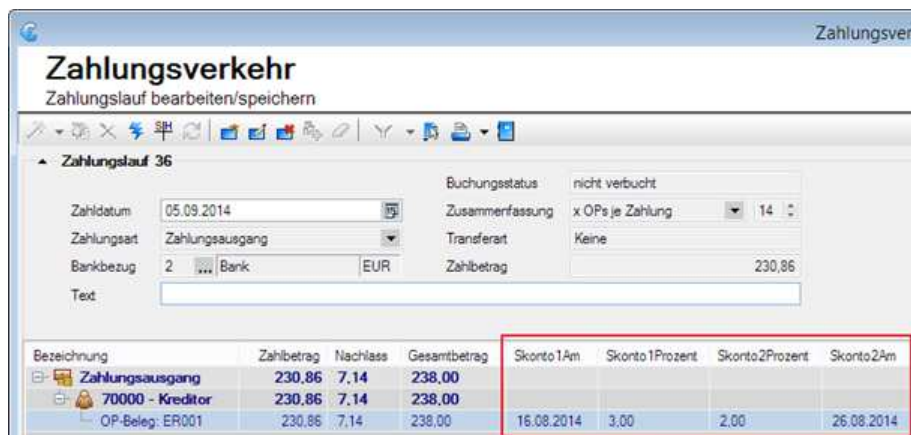 Zahlungsver
Zahlungsverkehr
Zahlungslauf bearbeiten/speichern
Zahlungslauf 36
Buchungsstatus nicht verbucht
Zahldatum 05.09.2014 15 Zusammenfassung x OPs je Zahlung 14
Zahlungsart Zahlungsausgang Transferart Keine
Bankbezug 2 ... Bank EUR Zahlbetrag 230,86
Text
Bezeichnung Zahlbetrag Nachlass Gesamtbetrag Skonto1Am Skonto1Prozent Skonto2Prozent Skonto2Am
Zahlungsausgang 230,86 7,14 238,00
70000 - Kreditor 230,86 7,14 238,00
OP-Beleg: ER001 230,86 7,14 238,00 16.08.2014 3,00 2,00 26.08.2014